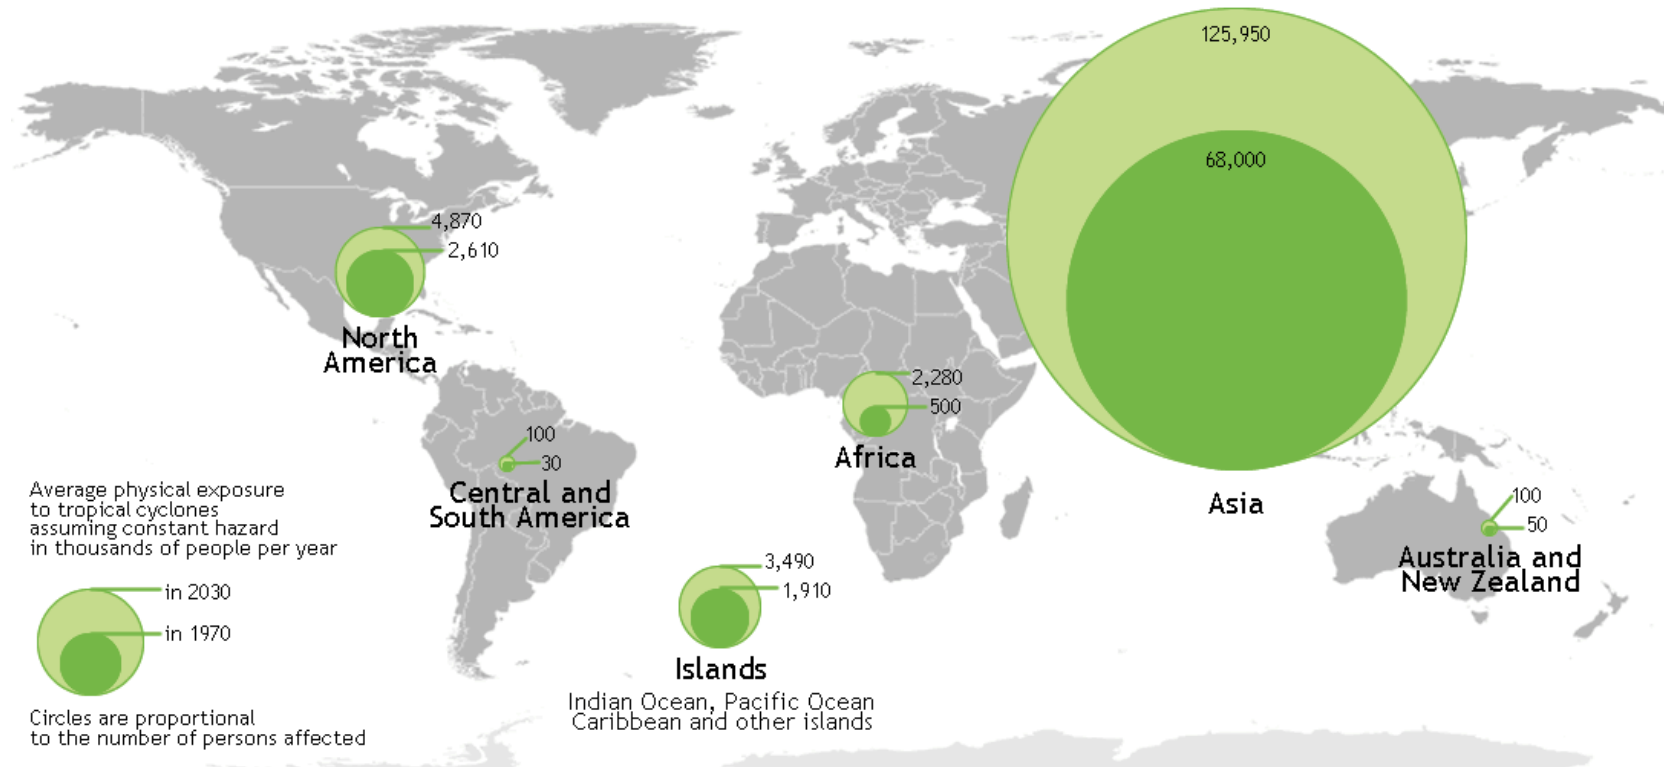 125,950
68,000
4,870
2,610
North
America
2,280
500
Africa
100
30
Central and
South America
Asia
100
50
Australia and
New Zealand
3,490
1,910
Islands
Indian Ocean, Pacific Ocean
Caribbean and other islands
Average physical exposure
to tropical cyclones
assuming constant hazard
in thousands of people per year
in 2030
in 1970
Circles are proportional
to the number of persons affected